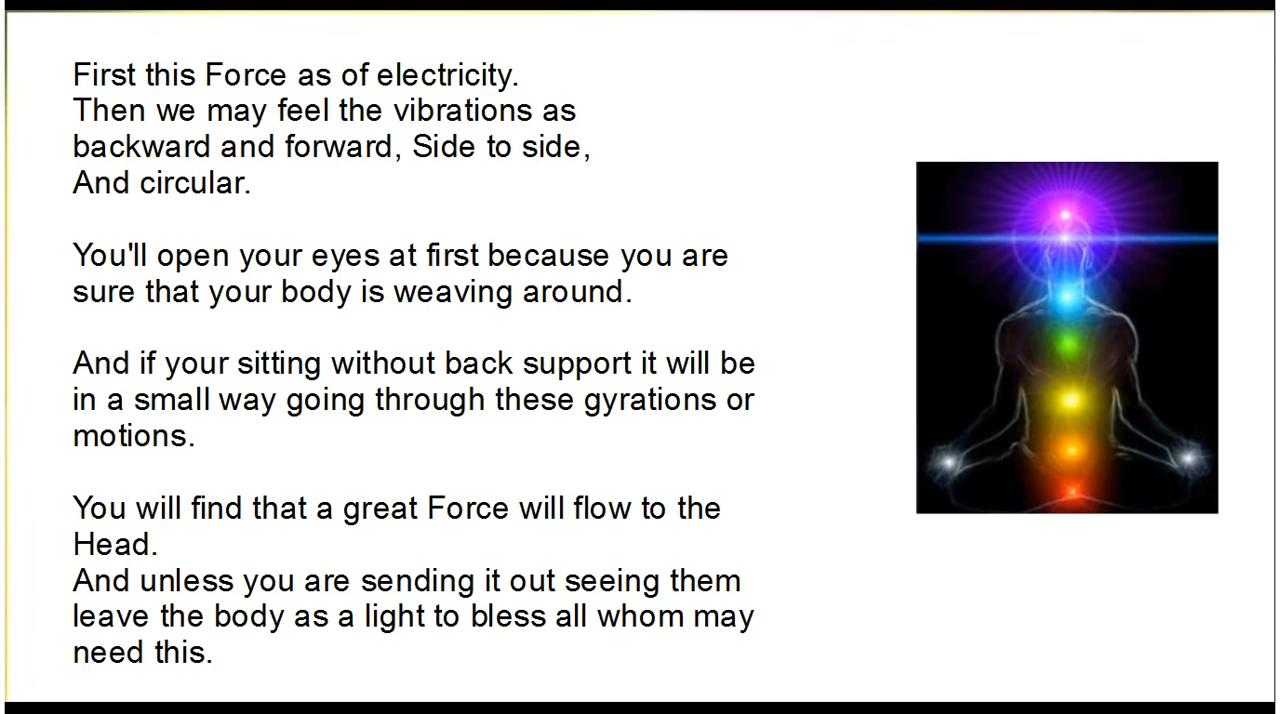 First this Force as of electricity.
Then we may feel the vibrations as
backward and forward, Side to side,
And circular.
You'll open your eyes at first because you are
sure that your body is weaving around.
And if your sitting without back support it will be
in a small way going through these gyrations or
motions.
You will find that a great Force will flow to the
Head.
And unless you are sending it out seeing them
leave the body as a light to bless all whom may
need this.